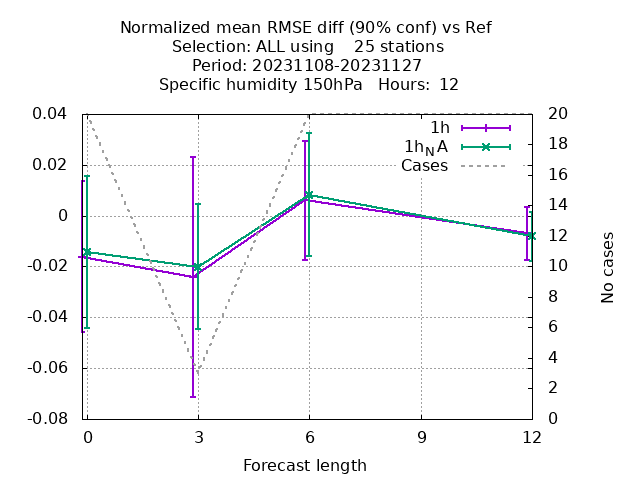 Normalized mean RMSE diff (90% conf) vs Ref
Selection: ALL using    25 stations
Period: 20231108-20231127
Specific humidity 150hPa   Hours:  12
0.04
0.02
0
-0.02
-0.04
-0.06
-0.08
1h
1hNA
Cases
20
18
16
14
12
10
8
6
4
2
0
No cases
0 3 6 9 12
Forecast length